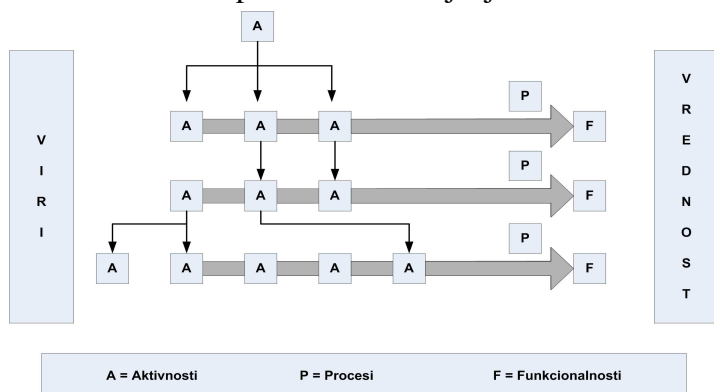 A
V I R I
V R E D N O S T
P
A A A F
P
A A A F
P
A A A A A F
A = Aktivnosti P = Procesi F = Funkcionalnosti